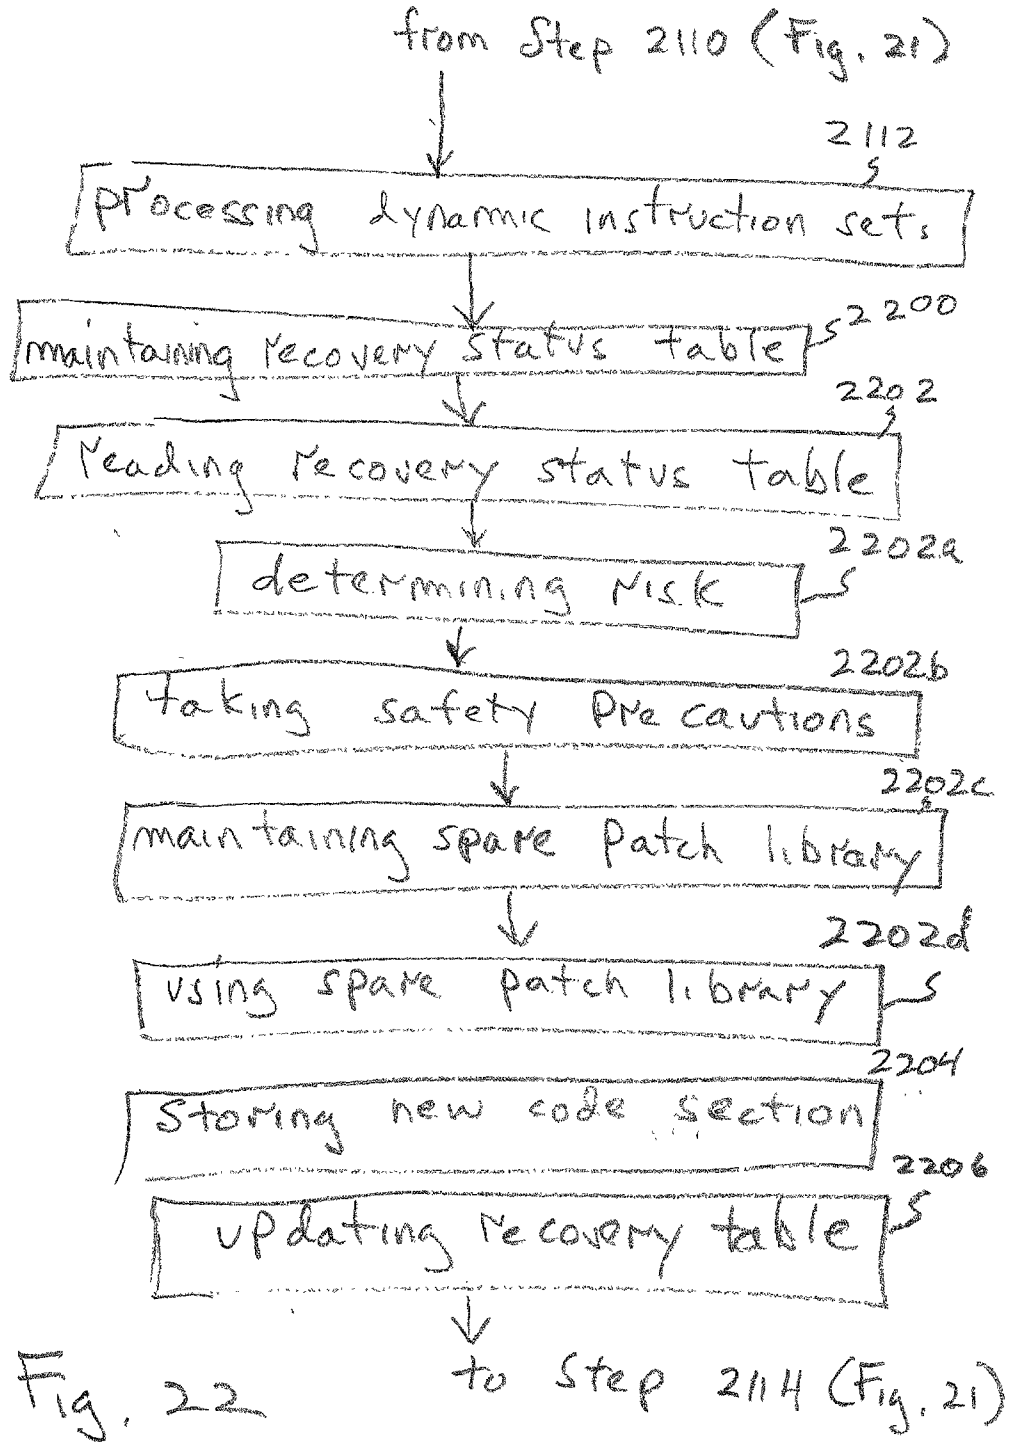 from Step 2110 (Fig. 21)
2112
processing dynamic instruction sets
2200
maintaining recovery status table
2202
reading recovery status table
2202a
determining risk
2202b
taking safety precautions
2202c
maintaining spare patch library
2202d
using spare patch library
2204
storing new code section
2206
updating recovery table
to Step 2114 (Fig. 21)
Fig. 22